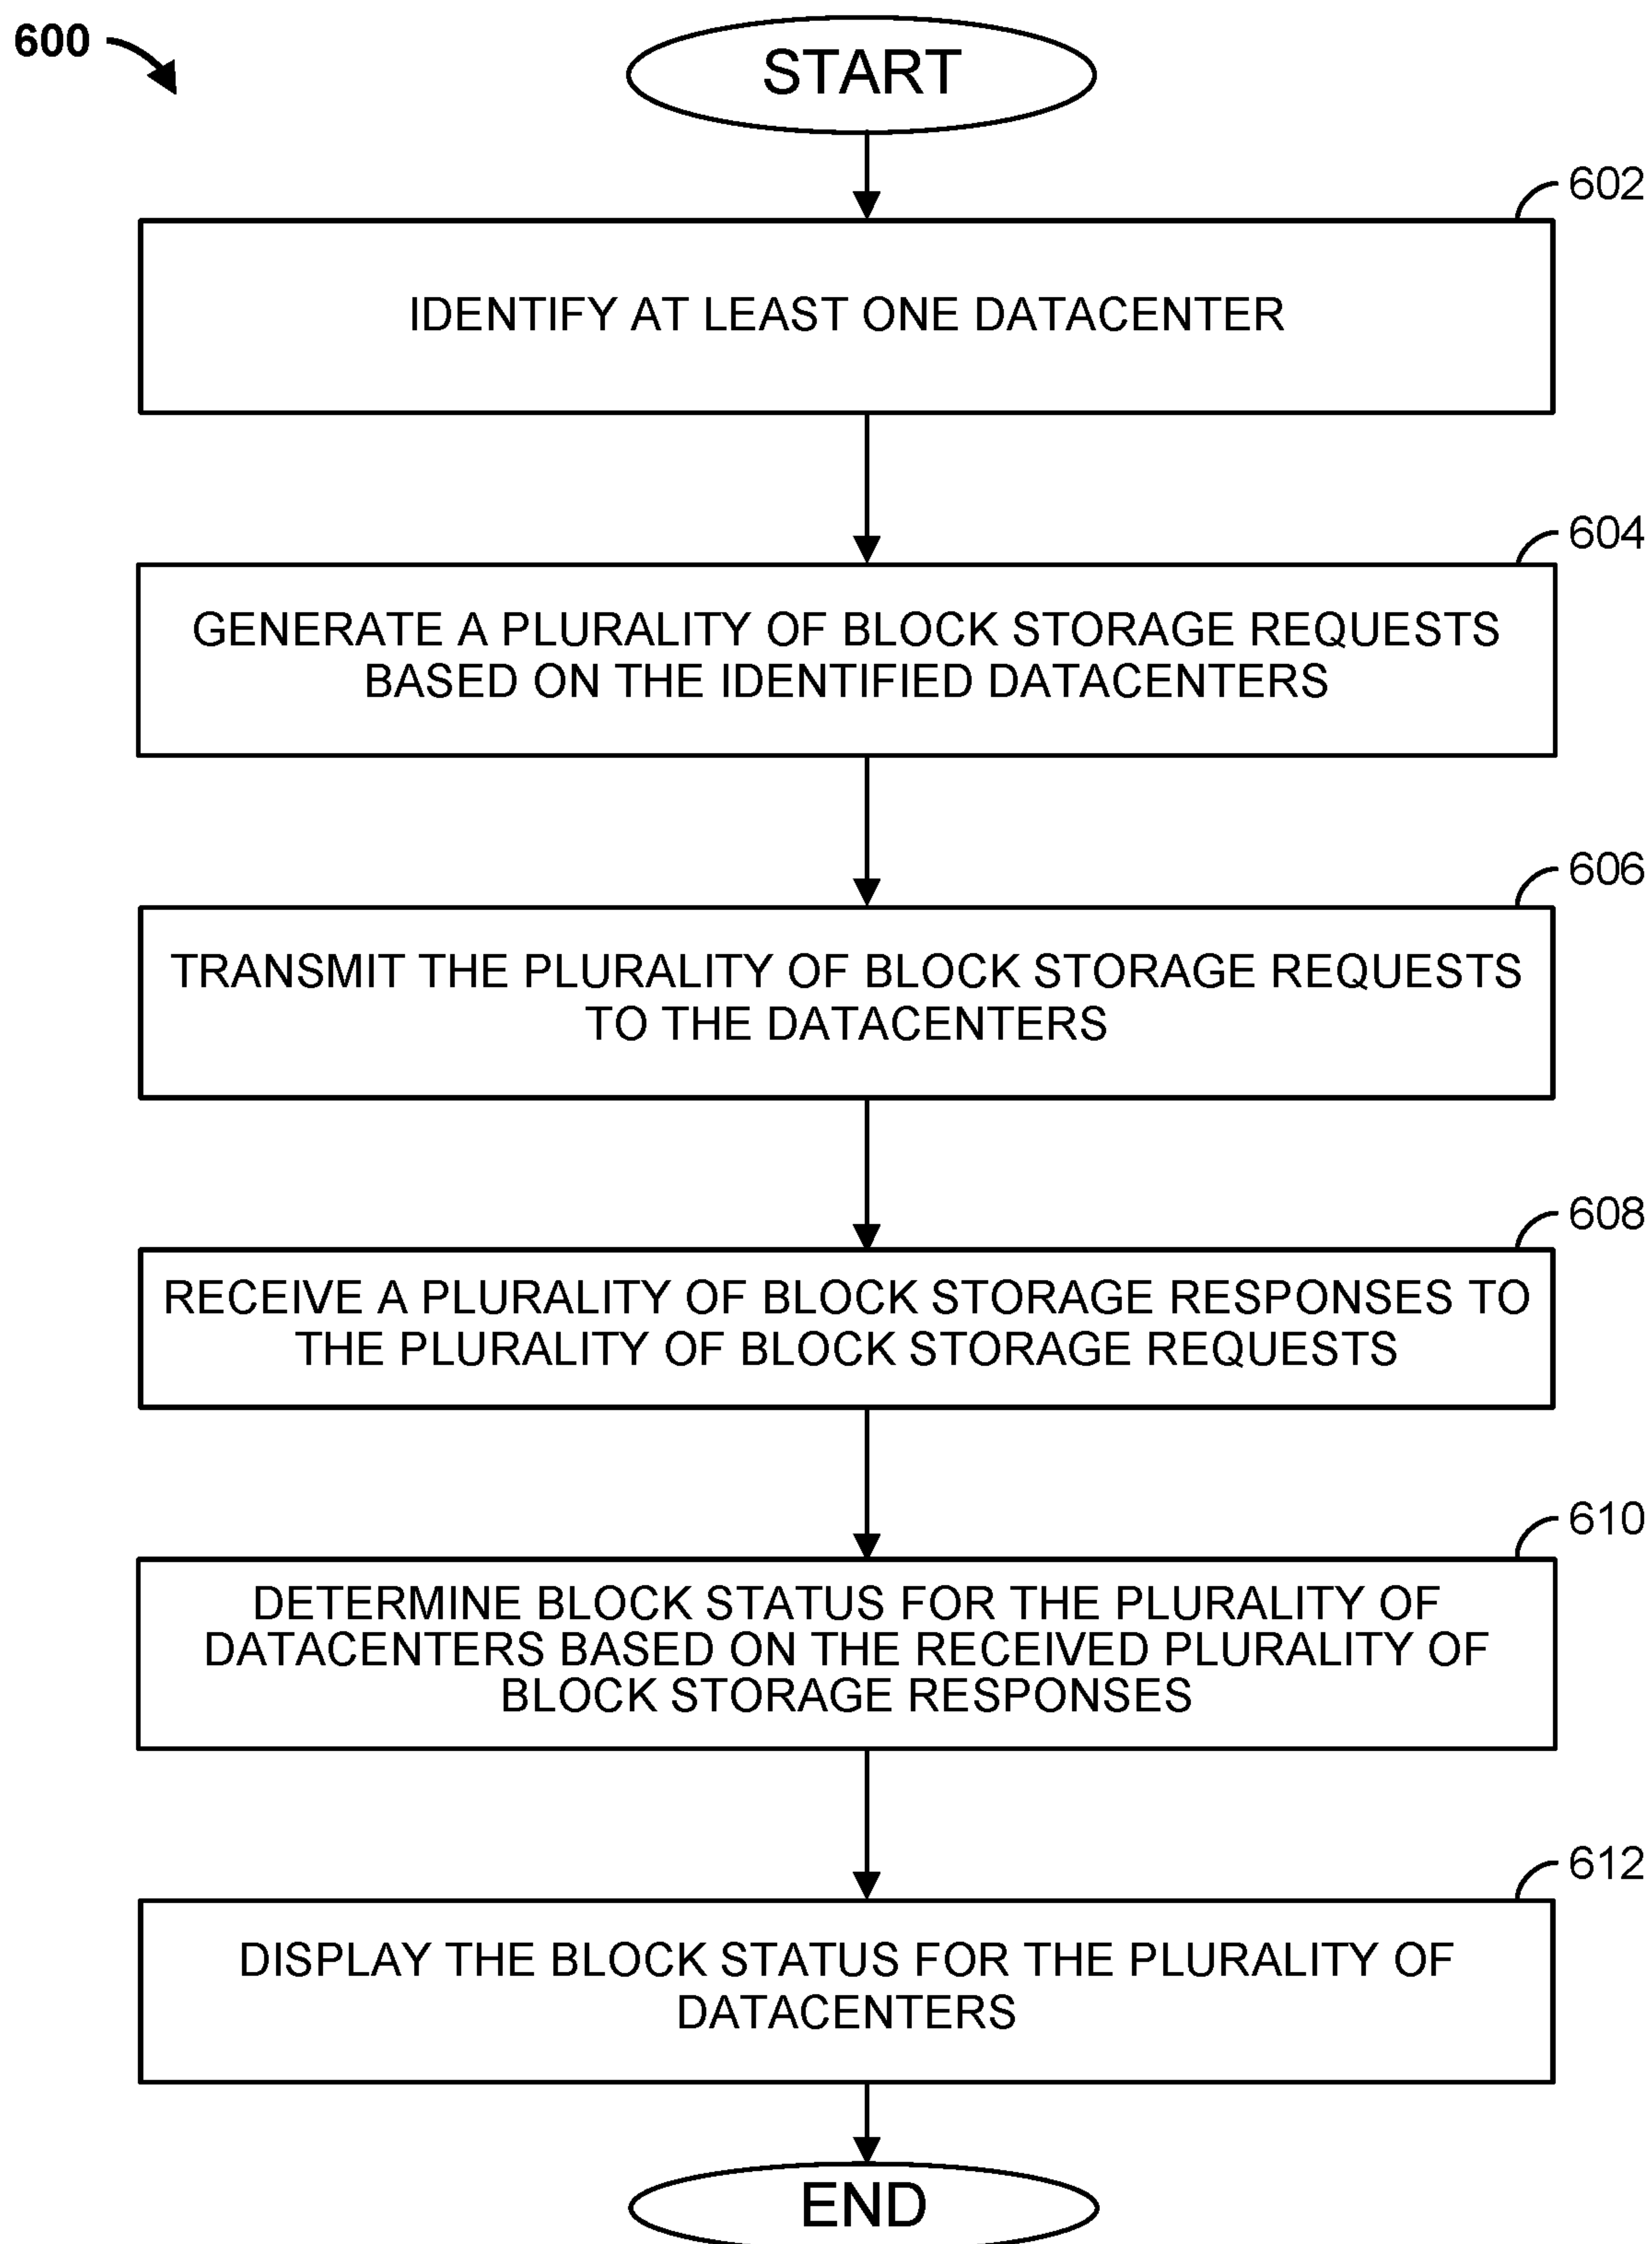 600
START
602
IDENTIFY AT LEAST ONE DATACENTER
604
GENERATE A PLURALITY OF BLOCK STORAGE REQUESTS
BASED ON THE IDENTIFIED DATACENTERS
606
TRANSMIT THE PLURALITY OF BLOCK STORAGE REQUESTS
TO THE DATACENTERS
608
RECEIVE A PLURALITY OF BLOCK STORAGE RESPONSES TO
THE PLURALITY OF BLOCK STORAGE REQUESTS
610
DETERMINE BLOCK STATUS FOR THE PLURALITY OF
DATACENTERS BASED ON THE RECEIVED PLURALITY OF
BLOCK STORAGE RESPONSES
612
DISPLAY THE BLOCK STATUS FOR THE PLURALITY OF
DATACENTERS
END